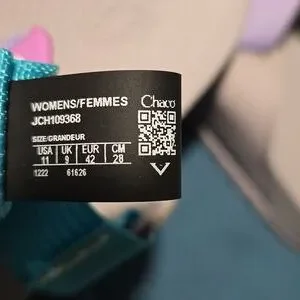 WOMENS/FEMMES
JCH109368
Chaco
SIZE/GRANDEUR
USA UK EUR CM
11 9 42 28
1222 61626